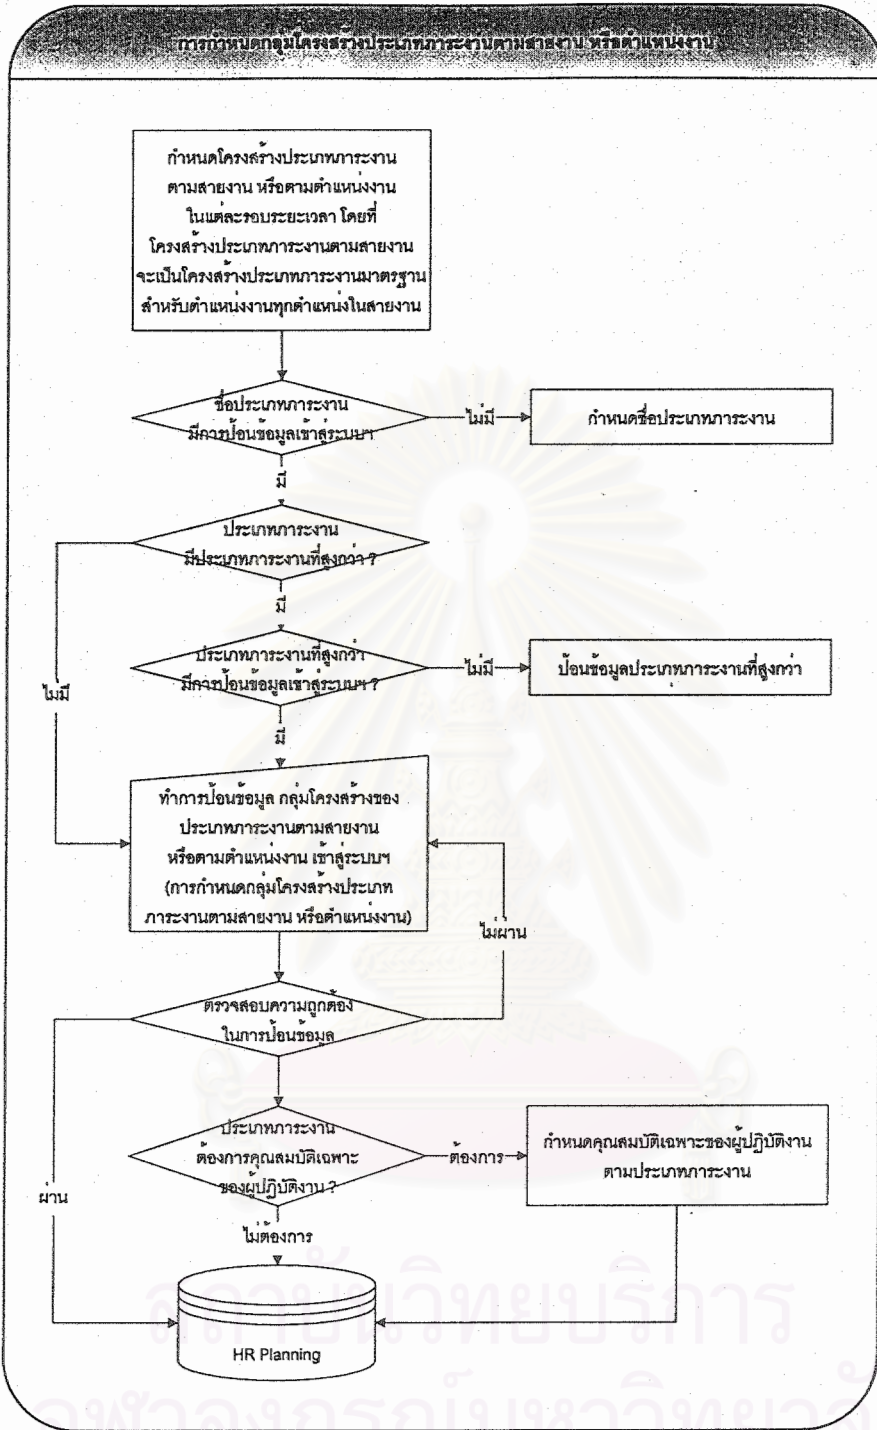 การกำหนดกลุ่มโครงสร้างประเภทภาระงานตามสายงาน หรือตำแหน่งงาน
กำหนดโครงสร้างประเภทภาระงาน
ตามสายงาน หรือตามตำแหน่งงาน
ในแต่ละรอบระยะเวลา โดยที่
โครงสร้างประเภทภาระงานตามสายงาน
จะเป็นโครงสร้างประเภทภาระงานมาตรฐาน
สำหรับตำแหน่งงานทุกตำแหน่งในสายงาน
ชื่อประเภทภาระงาน
มีการป้อนข้อมูลเข้าสู่ระบบฯ
ไม่มี
กำหนดชื่อประเภทภาระงาน
มี
ประเภทภาระงาน
มีประเภทภาระงานที่สูงกว่า ?
มี
ประเภทภาระงานที่สูงกว่า
มีการป้อนข้อมูลเข้าสู่ระบบฯ ?
ไม่มี
ป้อนข้อมูลประเภทภาระงานที่สูงกว่า
ไม่มี
มี
ทำการป้อนข้อมูล กลุ่มโครงสร้างของ
ประเภทภาระงานตามสายงาน
หรือตามตำแหน่งงาน เข้าสู่ระบบฯ
(การกำหนดกลุ่มโครงสร้างประเภท
ภาระงานตามสายงาน หรือตำแหน่งงาน)
ไม่ผ่าน
ตรวจสอบความถูกต้อง
ในการป้อนข้อมูล
ประเภทภาระงาน
ต้องการคุณสมบัติเฉพาะ
ของผู้ปฏิบัติงาน ?
ต้องการ
กำหนดคุณสมบัติเฉพาะของผู้ปฏิบัติงาน
ตามประเภทภาระงาน
ผ่าน
ไม่ต้องการ
HR Planning
สถาบันวิทยบริการ
จุฬาลงกรณ์มหาวิทยาลัย